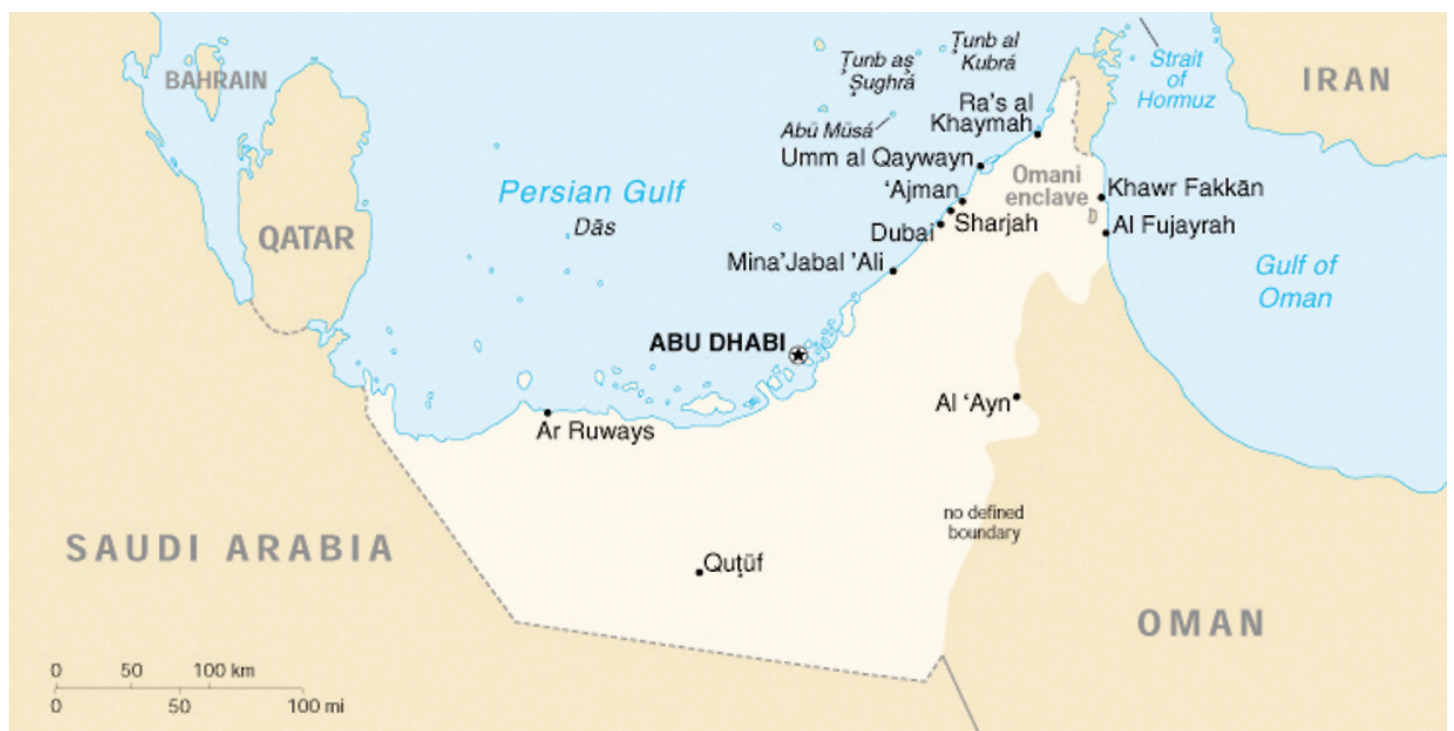 BAHRAIN
QATAR
Persian Gulf
Dās
Ţunb aş
Şughrá
Ţunb al
Kubrá
Abū Mūsá
Strait
of
Hormuz
IRAN
Ra's al
Khaymah
Umm al Qaywayn
'Ajman
Sharjah
Dubai
Mina'Jabal 'Ali
Omani
enclave
Khawr Fakkān
Al Fujayrah
Gulf of
Oman
ABU DHABI
Ar Ruways
Al 'Ayn
no defined
boundary
SAUDI ARABIA
Quţūf
OMAN
0 50 100 km
0 50 100 mi